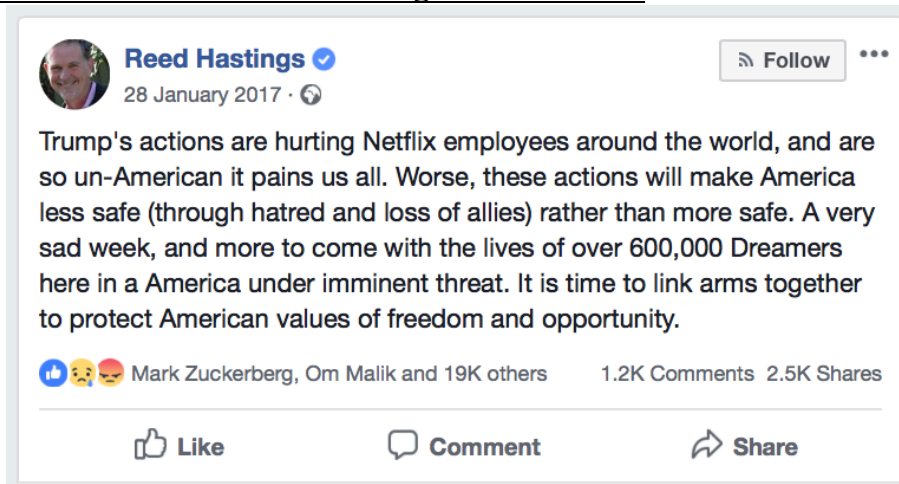 Reed Hastings
Follow
28 January 2017 ·
Trump's actions are hurting Netflix employees around the world, and are
so un-American it pains us all. Worse, these actions will make America
less safe (through hatred and loss of allies) rather than more safe. A very
sad week, and more to come with the lives of over 600,000 Dreamers
here in a America under imminent threat. It is time to link arms together
to protect American values of freedom and opportunity.
Mark Zuckerberg, Om Malik and 19K others 1.2K Comments 2.5K Shares
Like Comment Share